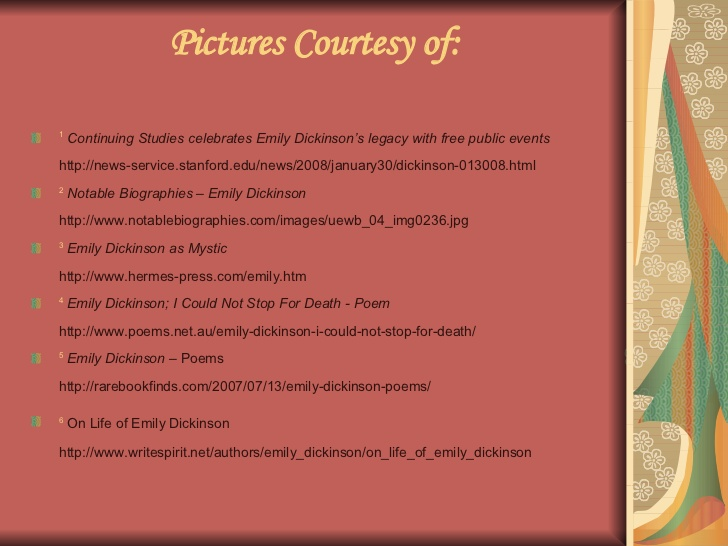 Pictures Courtesy of:
1 Continuing Studies celebrates Emily Dickinson's legacy with free public events
http://news-service.stanford.edu/news/2008/january30/dickinson-013008.html
2 Notable Biographies – Emily Dickinson
http://www.notablebiographies.com/images/uewb_04_img0236.jpg
3 Emily Dickinson as Mystic
http://www.hermes-press.com/emily.htm
4 Emily Dickinson; I Could Not Stop For Death - Poem
http://www.poems.net.au/emily-dickinson-i-could-not-stop-for-death/
5 Emily Dickinson – Poems
http://rarebookfinds.com/2007/07/13/emily-dickinson-poems/
6 On Life of Emily Dickinson
http://www.writespirit.net/authors/emily_dickinson/on_life_of_emily_dickinson